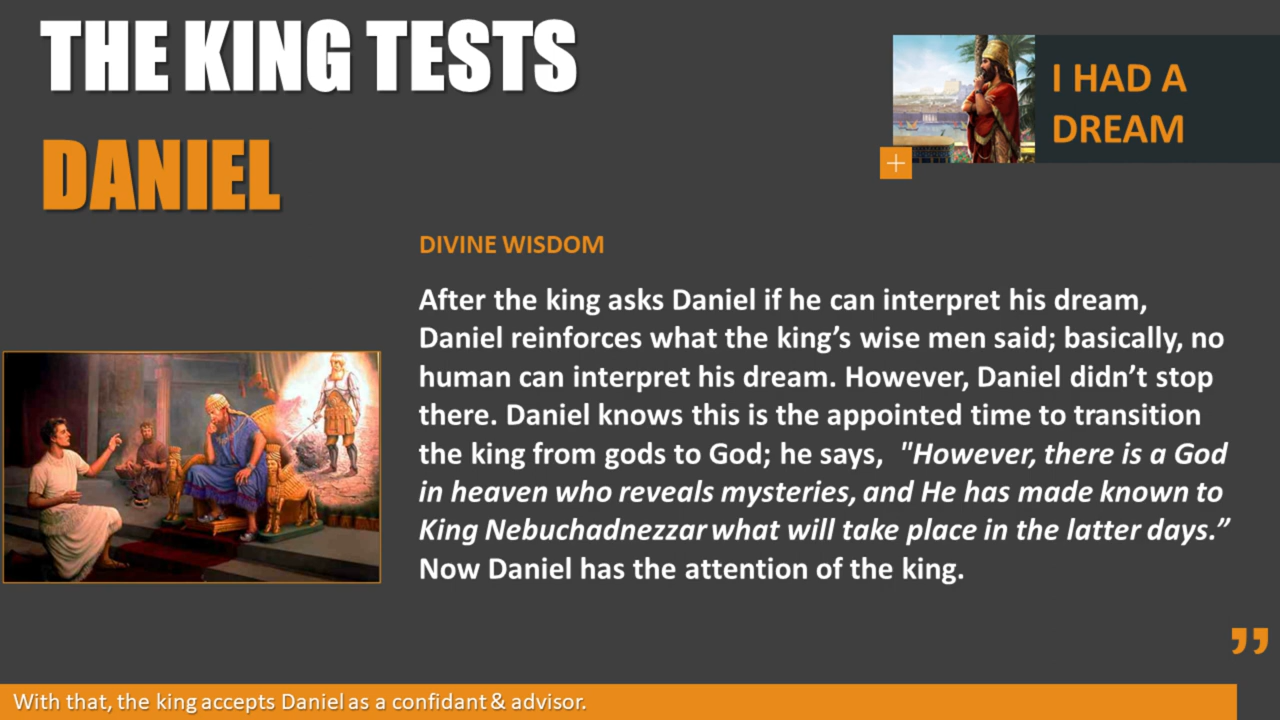 THE KING TESTS
DANIEL
I HAD A
DREAM
DIVINE WISDOM
After the king asks Daniel if he can interpret his dream,
Daniel reinforces what the king’s wise men said; basically, no
human can interpret his dream. However, Daniel didn’t stop
there. Daniel knows this is the appointed time to transition
the king from gods to God; he says, "However, there is a God
in heaven who reveals mysteries, and He has made known to
King Nebuchadnezzar what will take place in the latter days.”
Now Daniel has the attention of the king.
”
With that, the king accepts Daniel as a confidant & advisor.